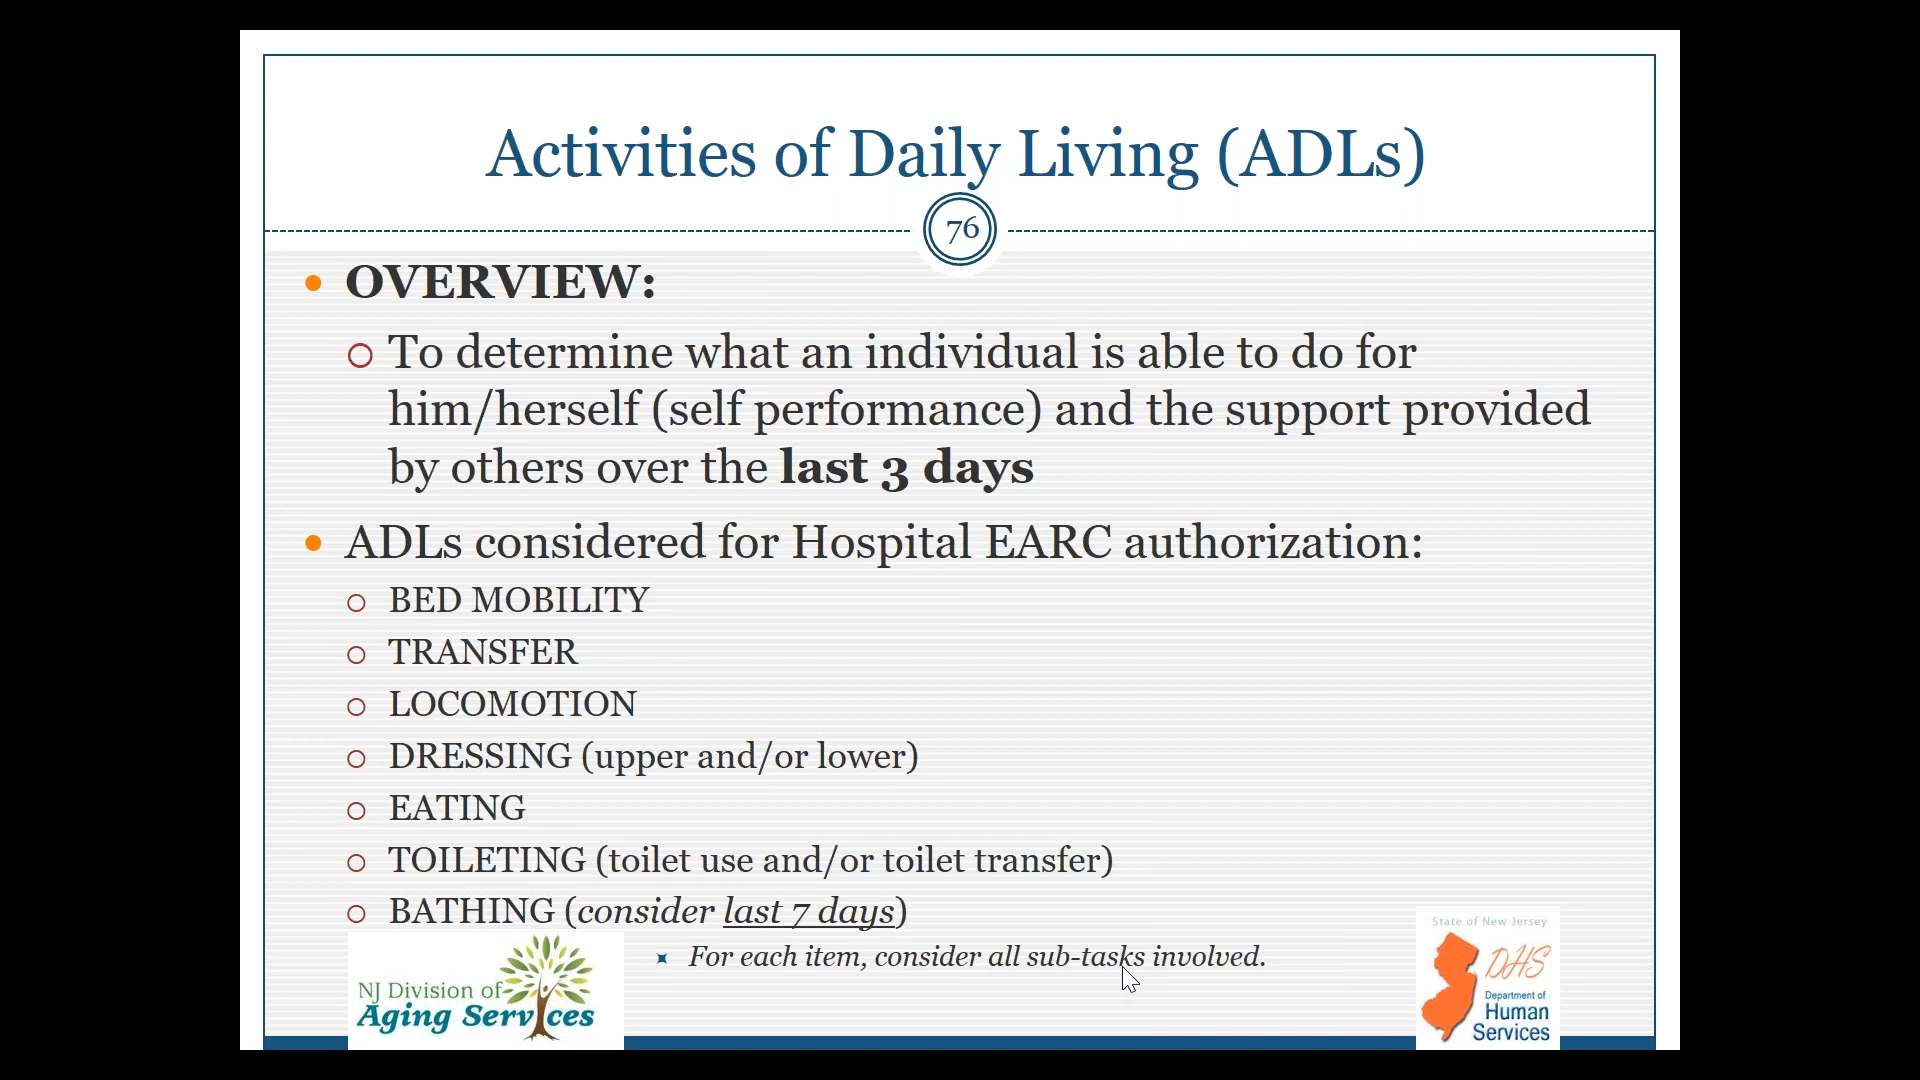 Activities of Daily Living (ADLs)
76
OVERVIEW:
To determine what an individual is able to do for
him/herself (self performance) and the support provided
by others over the last 3 days
ADLs considered for Hospital EARC authorization:
BED MOBILITY
TRANSFER
LOCOMOTION
DRESSING (upper and/or lower)
EATING
TOILETING (toilet use and/or toilet transfer)
BATHING (consider last 7 days)
For each item, consider all sub-tasks involved.
NJ Division of
Aging Services
State of New Jersey
DHS
Department of
Human
Services